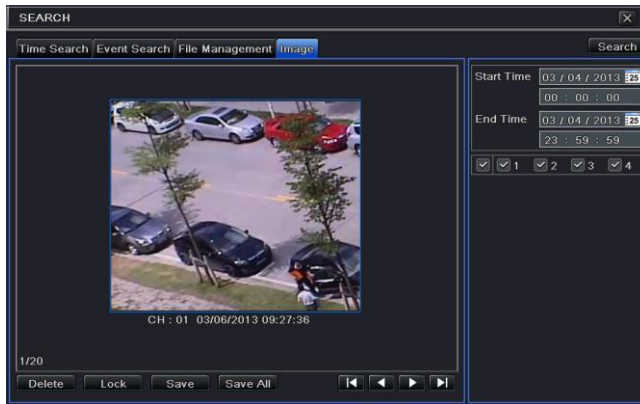 SEARCH
Time Search Event Search File Management Image
Search
Start Time 03 / 04 / 2013 25
00 : 00 : 00
End Time 03 / 04 / 2013 25
23 : 59 : 59
1 2 3 4
CH : 01 03/06/2013 09:27:36
1/20
Delete Lock Save Save All